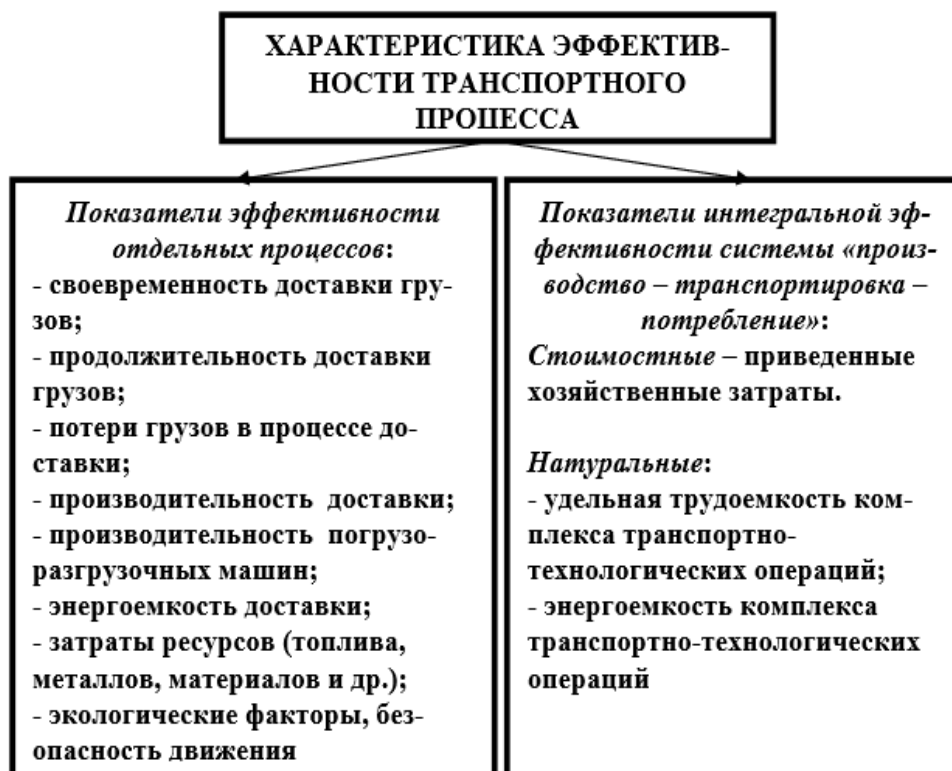 ХАРАКТЕРИСТИКА ЭФФЕКТИВ-
НОСТИ ТРАНСПОРТНОГО
ПРОЦЕССА
Показатели эффективности
отдельных процессов:
- своевременность доставки гру-
зов;
- продолжительность доставки
грузов;
- потери грузов в процессе до-
ставки;
- производительность доставки;
- производительность погрузо-
разгрузочных машин;
- энергоемкость доставки;
- затраты ресурсов (топлива,
металлов, материалов и др.);
- экологические факторы, без-
опасность движения
Показатели интегральной эф-
фективности системы «произ-
водство – транспортировка –
потребление»:
Стоимостные – приведенные
хозяйственные затраты.
Натуральные:
- удельная трудоемкость ком-
плекса транспортно-
технологических операций;
- энергоемкость комплекса
транспортно-технологических
операций